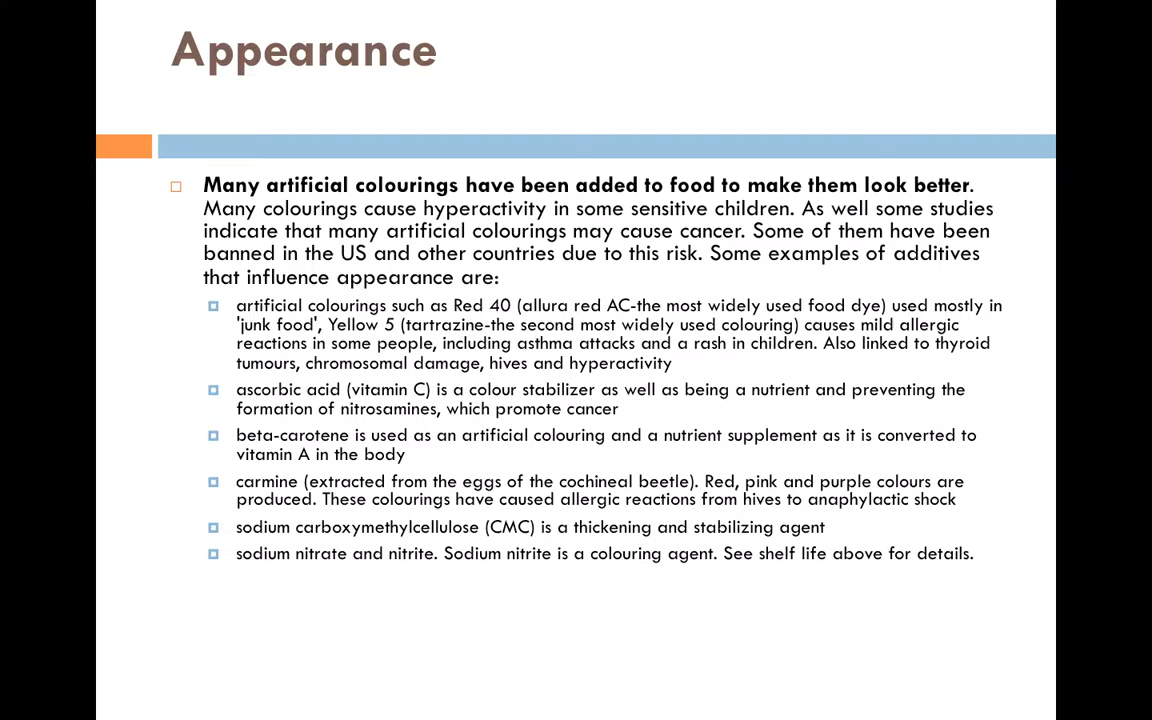 Appearance
Many artificial colourings have been added to food to make them look better.
Many colourings cause hyperactivity in some sensitive children. As well some studies
indicate that many artificial colourings may cause cancer. Some of them have been
banned in the US and other countries due to this risk. Some examples of additives
that influence appearance are:
artificial colourings such as Red 40 (allura red AC-the most widely used food dye) used mostly in
'junk food', Yellow 5 (tartrazine-the second most widely used colouring) causes mild allergic
reactions in some people, including asthma attacks and a rash in children. Also linked to thyroid
tumours, chromosomal damage, hives and hyperactivity
ascorbic acid (vitamin C) is a colour stabilizer as well as being a nutrient and preventing the
formation of nitrosamines, which promote cancer
beta-carotene is used as an artificial colouring and a nutrient supplement as it is converted to
vitamin A in the body
carmine (extracted from the eggs of the cochineal beetle). Red, pink and purple colours are
produced. These colourings have caused allergic reactions from hives to anaphylactic shock
sodium carboxymethylcellulose (CMC) is a thickening and stabilizing agent
sodium nitrate and nitrite. Sodium nitrite is a colouring agent. See shelf life above for details.